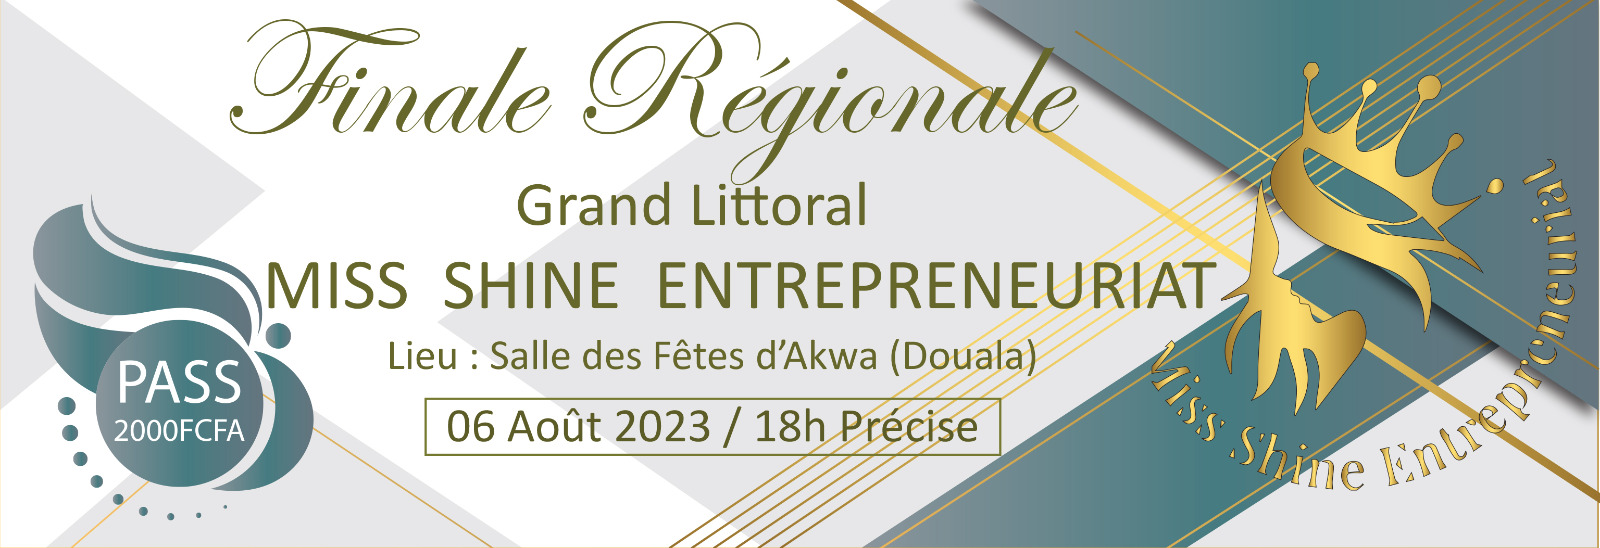 Finale Régionale
Grand Littoral
MISS SHINE ENTREPRENEURIAT
Lieu : Salle des Fêtes d’Akwa (Douala)
06 Août 2023 / 18h Précise
PASS
2000FCFA
Miss Shine Entrepreneurial